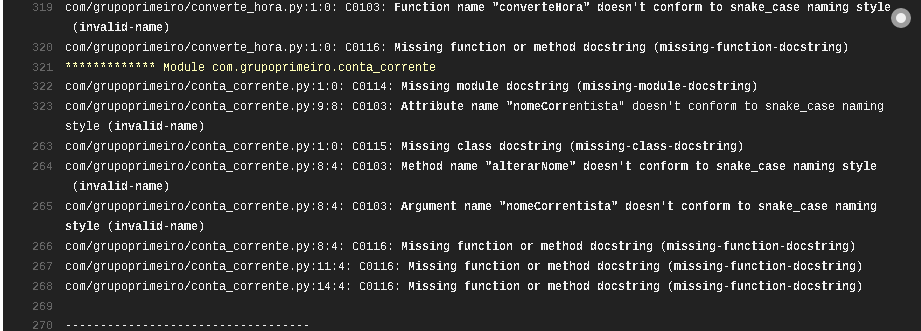 319 com/grupoprimeiro/converte_hora.py:1:0: C0103: Function name "converteHora" doesn't conform to snake_case naming style
(invalid-name)
320 com/grupoprimeiro/converte_hora.py:1:0: C0116: Missing function or method docstring (missing-function-docstring)
321 ************* Module com.grupoprimeiro.conta_corrente
322 com/grupoprimeiro/conta_corrente.py:1:0: C0114: Missing module docstring (missing-module-docstring)
323 com/grupoprimeiro/conta_corrente.py:9:8: C0103: Attribute name "nomeCorrentista" doesn't conform to snake_case naming
style (invalid-name)
263 com/grupoprimeiro/conta_corrente.py:1:0: C0115: Missing class docstring (missing-class-docstring)
264 com/grupoprimeiro/conta_corrente.py:8:4: C0103: Method name "alterarNome" doesn't conform to snake_case naming style
(invalid-name)
265 com/grupoprimeiro/conta_corrente.py:8:4: C0103: Argument name "nomeCorrentista" doesn't conform to snake_case naming
style (invalid-name)
266 com/grupoprimeiro/conta_corrente.py:8:4: C0116: Missing function or method docstring (missing-function-docstring)
267 com/grupoprimeiro/conta_corrente.py:11:4: C0116: Missing function or method docstring (missing-function-docstring)
268 com/grupoprimeiro/conta_corrente.py:14:4: C0116: Missing function or method docstring (missing-function-docstring)
269
270 -----------------------------------